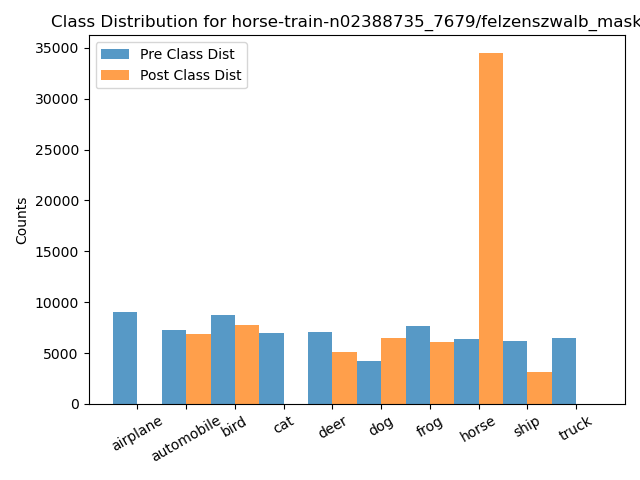 Class Distribution for horse-train-n02388735_7679/felzenszwalb_mask
Pre Class Dist
Post Class Dist
Counts
35000
30000
25000
20000
15000
10000
5000
0
airplane
automobile
bird
cat
deer
dog
frog
horse
ship
truck